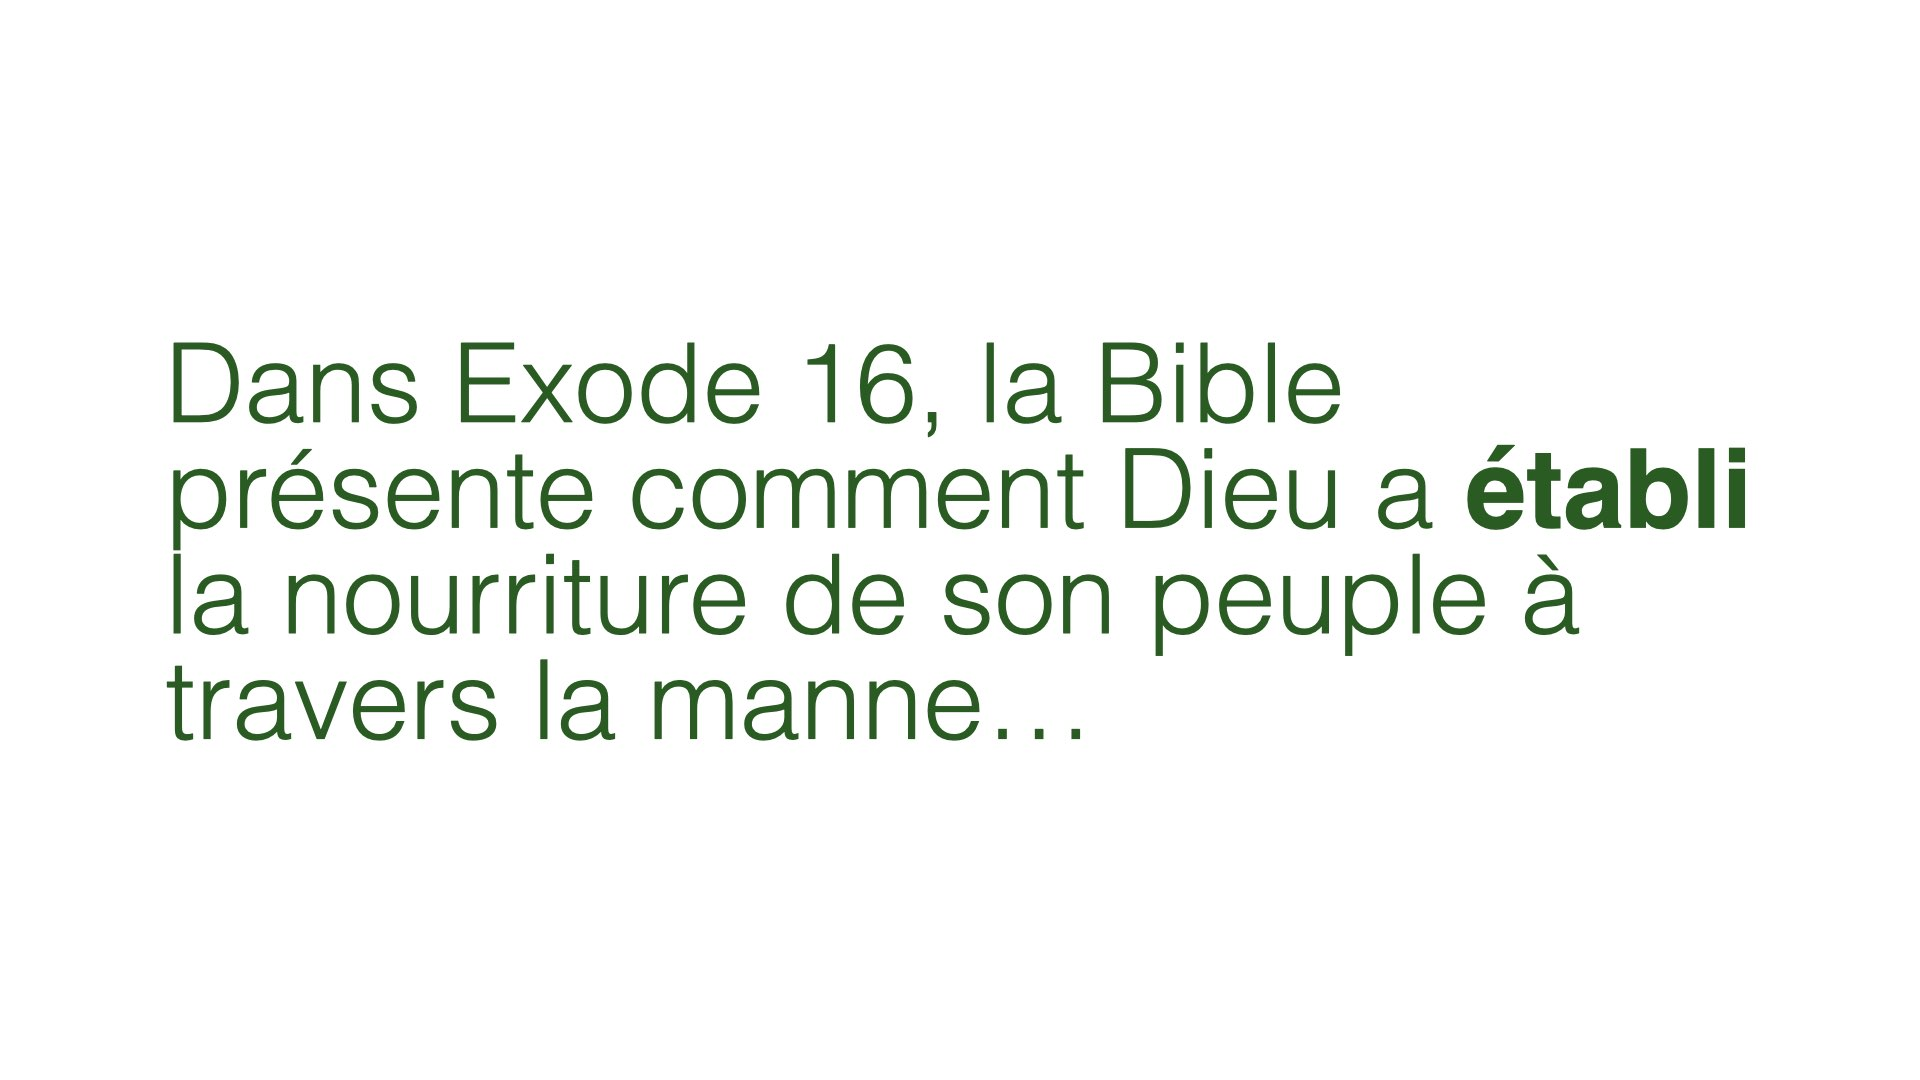 Dans Exode 16, la Bible
présente comment Dieu a établi
la nourriture de son peuple à
travers la manne…